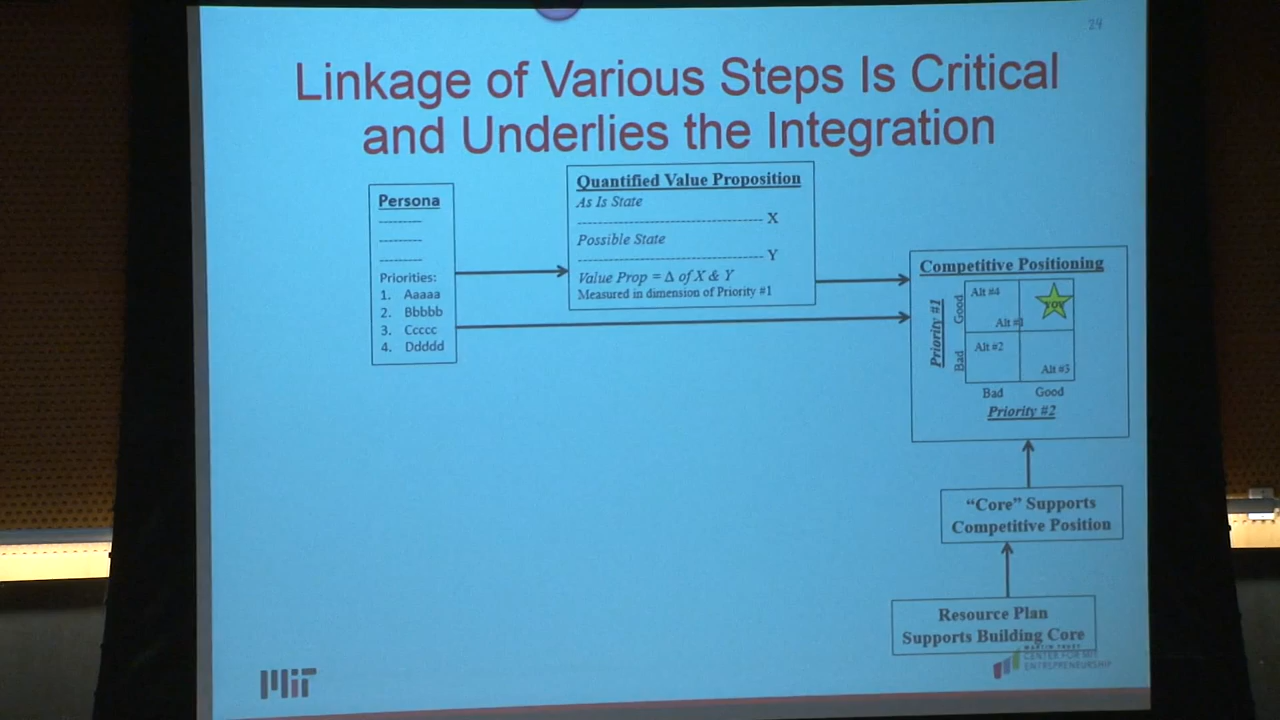 24
Linkage of Various Steps Is Critical
and Underlies the Integration
Persona
Priorities:
1. Aaaaa
2. Bbbbb
3. Ccccc
4. Ddddd
Quantified Value Proposition
As Is State
X
Possible State
Y
Value Prop = Δ of X & Y
Measured in dimension of Priority #1
Competitive Positioning
Priority #1
Good
Bad
Alt #4
YOU
Alt #1
Alt #2
Alt #3
Bad Good
Priority #2
"Core" Supports
Competitive Position
Resource Plan
Supports Building Core
MIT
MARTIN TRUST
CENTER FOR MIT
ENTREPRENEURSHIP